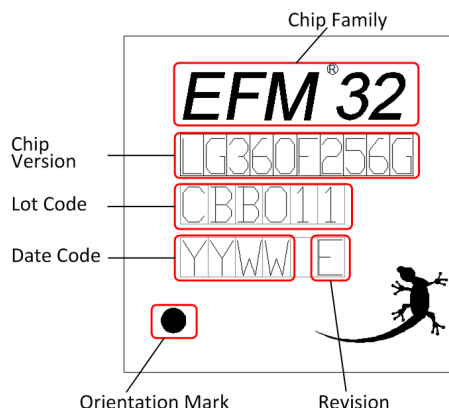 Chip Family
EFM®32
Chip
Version
LG360F256G
Lot Code
CBB011
Date Code
YYWW E
Orientation Mark
Revision